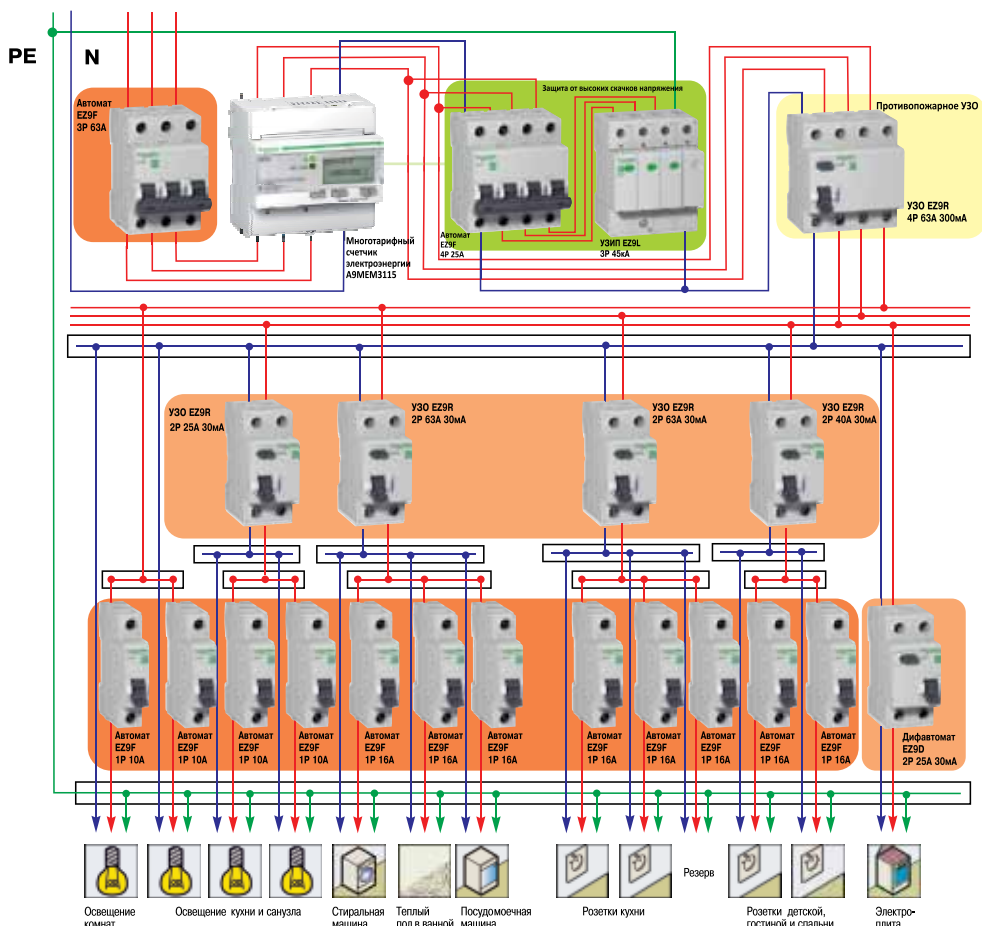 PE
N
Автомат
EZ9F
3P 63A
Многотарифный
счетчик
электроэнергии
A9MEM3115
Защита от высоких скачков напряжения
Автомат
EZ9F
4P 25A
УЗИП EZ9L
3P 45кА
Противопожарное УЗО
УЗО EZ9R
4P 63A 300мА
УЗО EZ9R
2P 25A 30мА
УЗО EZ9R
2P 63A 30мА
УЗО EZ9R
2P 63A 30мА
УЗО EZ9R
2P 40A 30мА
Автомат
EZ9F
1P 10A
Автомат
EZ9F
1P 10A
Автомат
EZ9F
1P 10A
Автомат
EZ9F
1P 10A
Автомат
EZ9F
1P 16A
Автомат
EZ9F
1P 16A
Автомат
EZ9F
1P 16A
Автомат
EZ9F
1P 16A
Автомат
EZ9F
1P 16A
Автомат
EZ9F
1P 16A
Автомат
EZ9F
1P 16A
Автомат
EZ9F
1P 16A
Дифавтомат
EZ9D
2P 25A 30мА
Освещение
комнат
Освещение кухни и санузла
Стиральная
машина
Теплый
пол в ванной
Посудомоечная
машина
Розетки кухни
Резерв
Розетки детской,
гостиной и спальни
Электро-
плита